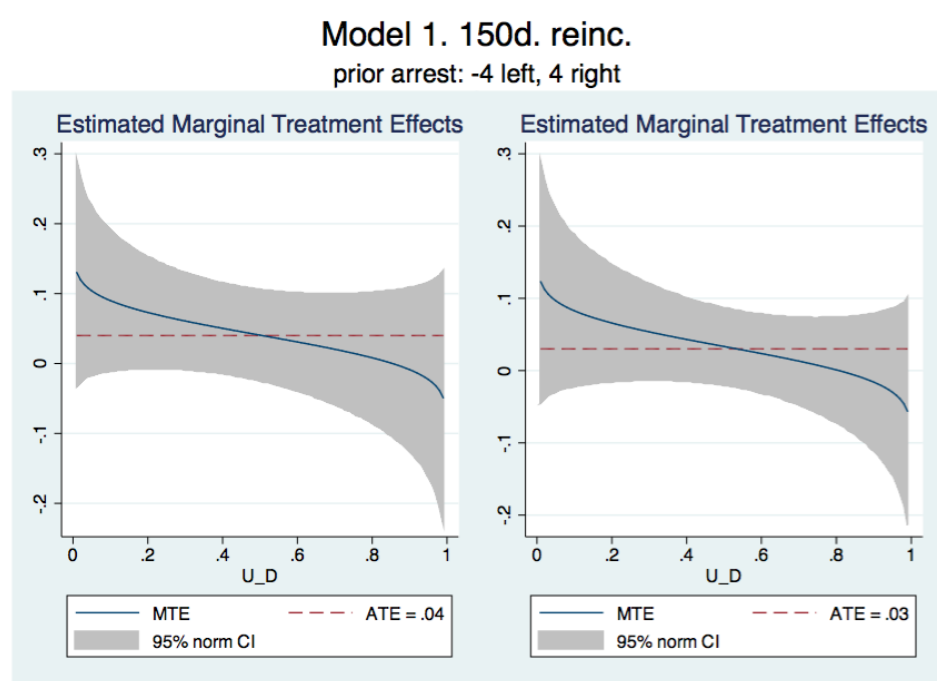 Model 1. 150d. reinc.
prior arrest: -4 left, 4 right
Estimated Marginal Treatment Effects
.3
.2
.1
0
-.1
-.2
0 .2 .4 .6 .8 1
U_D
MTE ATE = .04
95% norm CI
Estimated Marginal Treatment Effects
.3
.2
.1
0
-.1
-.2
0 .2 .4 .6 .8 1
U_D
MTE ATE = .03
95% norm CI